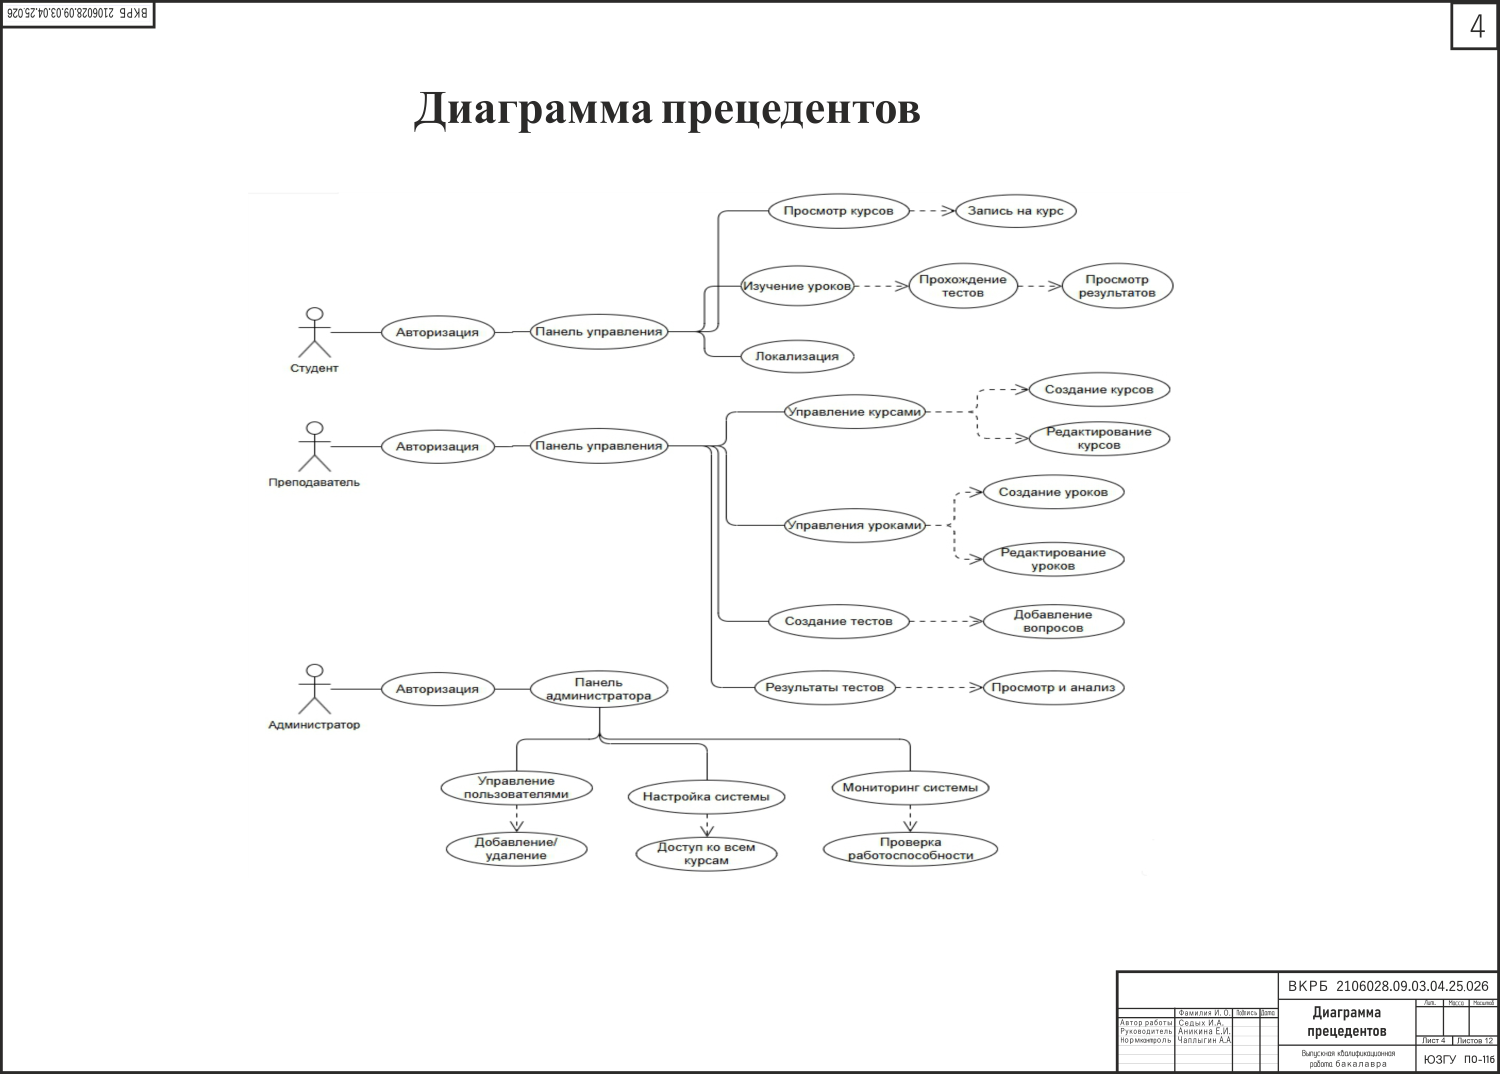 ВКРБ 2106028.09.03.04.25.026
4
Диаграмма прецедентов
Просмотр курсов
Запись на курс
Изучение уроков
Прохождение
тестов
Просмотр
результатов
Студент
Авторизация
Панель управления
Локализация
Управление курсами
Создание курсов
Редактирование
курсов
Преподаватель
Авторизация
Панель управления
Управления уроками
Создание уроков
Редактирование
уроков
Создание тестов
Добавление
вопросов
Результаты тестов
Просмотр и анализ
Администратор
Авторизация
Панель
администратора
Управление
пользователями
Настройка системы
Мониторинг системы
Добавление/
удаление
Доступ ко всем
курсам
Проверка
работоспособности
ВКРБ 2106028.09.03.04.25.026
Фамилия И. О. Подпись Дата
Автор работы Седых И.А.
Руководитель Аникина Е.И.
Нормконтроль Чаплыгин А.А
Диаграмма
прецедентов
Лит. Масса Масштаб
Лист 4 Листов 12
Выпускная квалификационная
работа бакалавра
ЮЗГУ ПО-11б